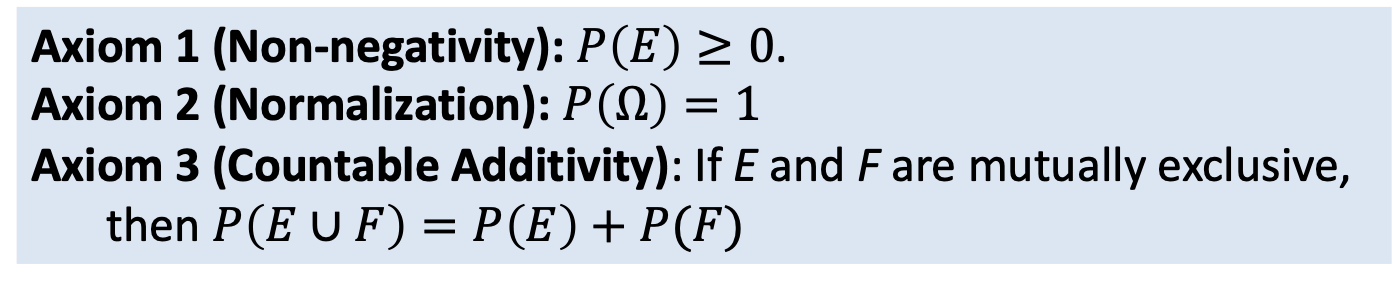 Axiom 1 (Non-negativity): P(E) ≥ 0.
Axiom 2 (Normalization): P(Ω) = 1
Axiom 3 (Countable Additivity): If E and F are mutually exclusive,
then P(E ∪ F) = P(E) + P(F)